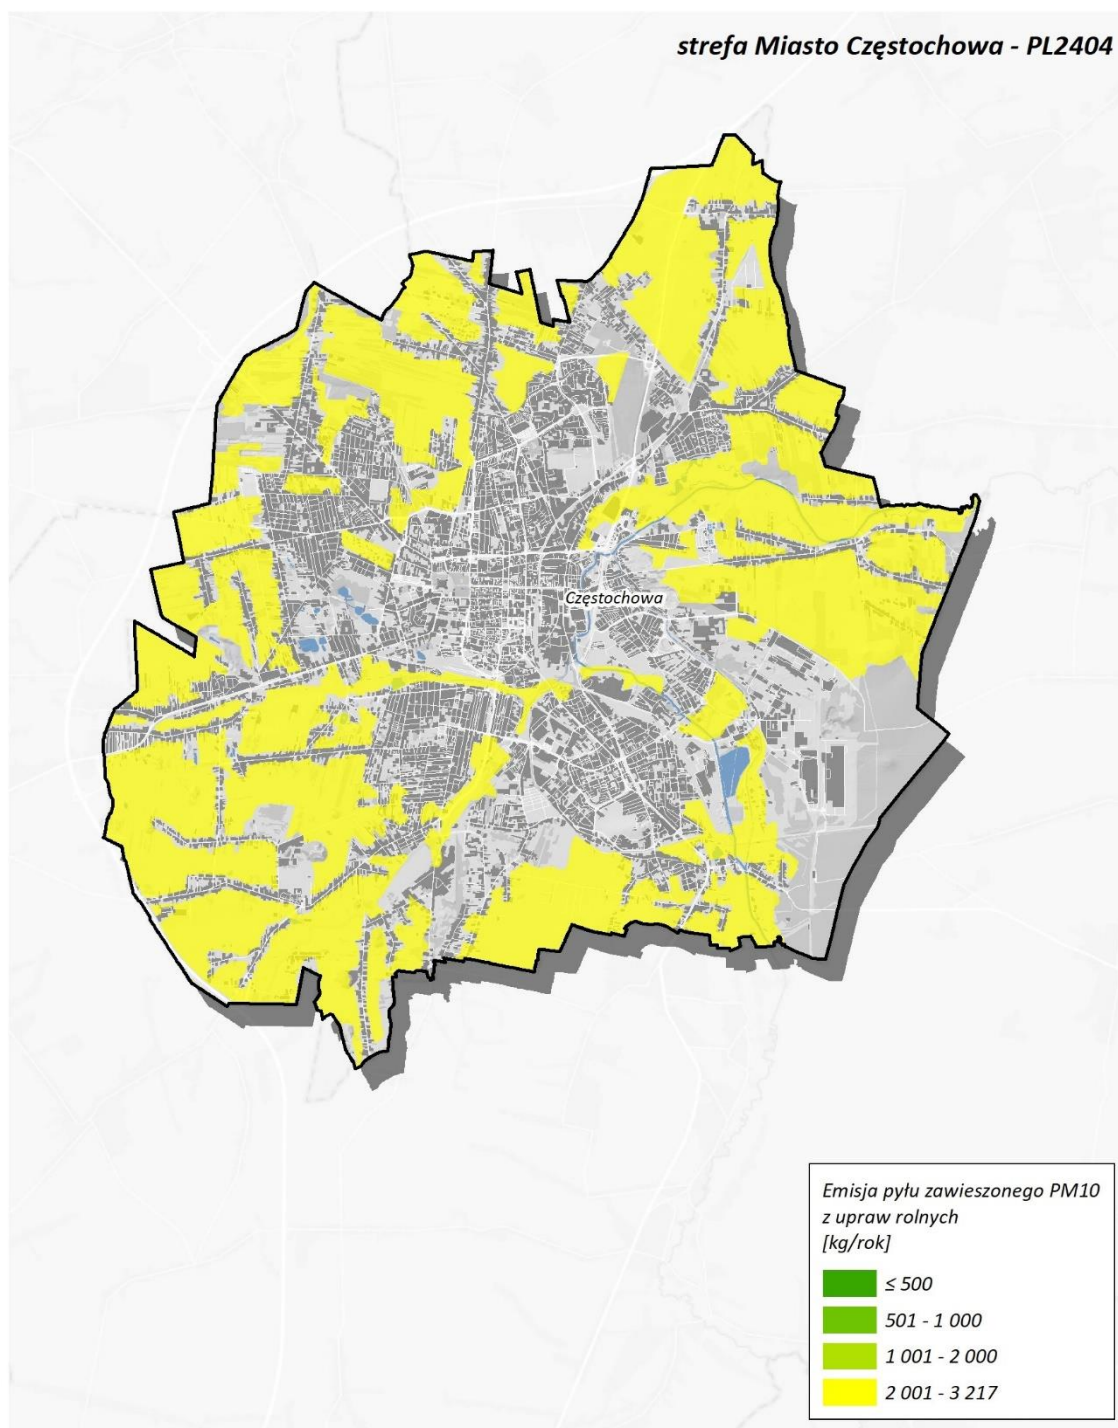 strefa Miasto Częstochowa - PL2404
Częstochowa
Emisja pyłu zawieszonego PM10
z upraw rolnych
[kg/rok]
≤ 500
501 - 1 000
1 001 - 2 000
2 001 - 3 217